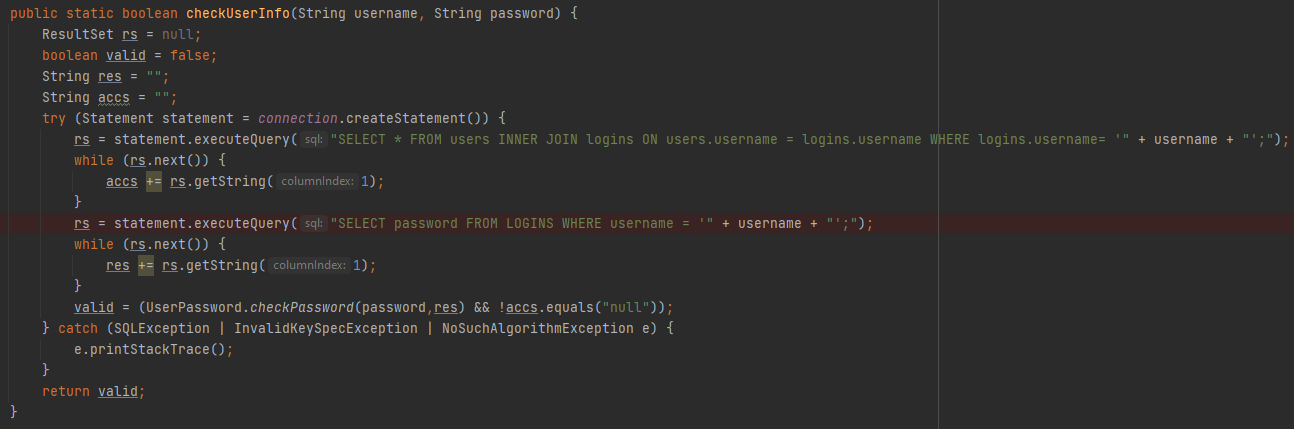 public static boolean checkUserInfo(String username, String password) {
ResultSet rs = null;
boolean valid = false;
String res = "";
String accs = "";
try (Statement statement = connection.createStatement()) {
rs = statement.executeQuery( sql: "SELECT * FROM users INNER JOIN logins ON users.username = logins.username WHERE logins.username= '" + username + "';");
while (rs.next()) {
accs += rs.getString( columnIndex: 1);
}
rs = statement.executeQuery( sql: "SELECT password FROM LOGINS WHERE username = '" + username + "';");
while (rs.next()) {
res += rs.getString( columnIndex: 1);
}
valid = (UserPassword.checkPassword(password,res) && !accs.equals("null"));
} catch (SQLException | InvalidKeySpecException | NoSuchAlgorithmException e) {
e.printStackTrace();
}
return valid;
}